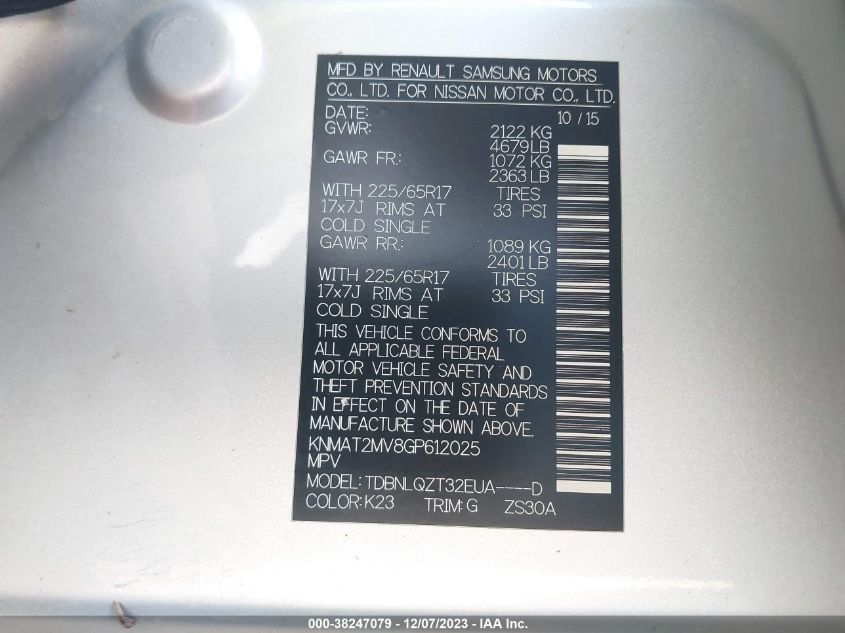 MFD BY RENAULT SAMSUNG MOTORS
CO., LTD. FOR NISSAN MOTOR CO., LTD.
DATE: 10 / 15
GVWR: 2122 KG
4679LB
GAWR FR.: 1072 KG
2363 LB
WITH 225/65R17 TIRES
17x7J RIMS AT 33 PSI
COLD SINGLE
GAWR RR.: 1089 KG
2401 LB
WITH 225/65R17 TIRES
17x7J RIMS AT 33 PSI
COLD SINGLE
THIS VEHICLE CONFORMS TO
ALL APPLICABLE FEDERAL
MOTOR VEHICLE SAFETY AND
THEFT PREVENTION STANDARDS
IN EFFECT ON THE DATE OF
MANUFACTURE SHOWN ABOVE.
KNMAT2MV8GP612025
MPV
MODEL: TDBNLQZT32EUA----D
COLOR:K23 TRIM:G ZS30A
000-38247079 - 12/07/2023 - IAA Inc.